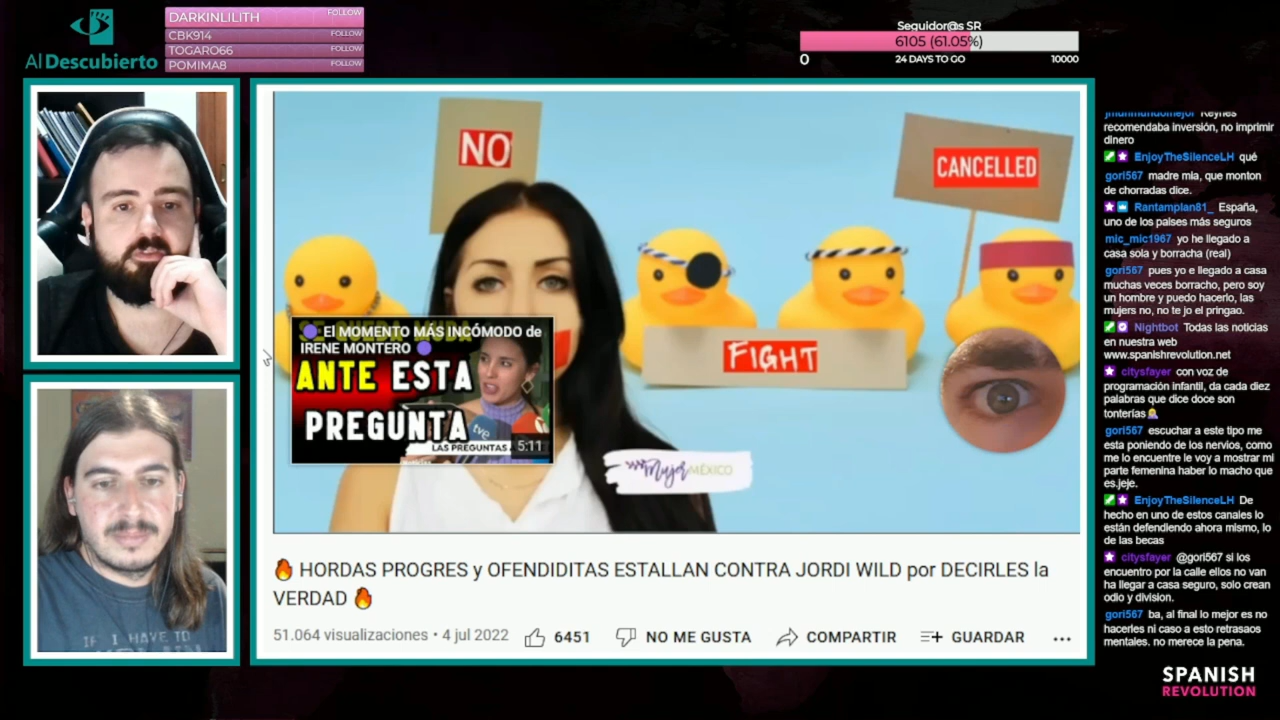 Al Descubierto
DARKINLILITH FOLLOW
CBK914 FOLLOW
TOGARO66 FOLLOW
POMIMA8 FOLLOW
Seguidor@s SR
6105 (61.05%)
0 24 DAYS TO GO 10000
NO
CANCELLED
FIGHT
El MOMENTO MÁS INCÓMODO de
IRENE MONTERO
SE QUEDA MUDA
ANTE ESTA
PREGUNTA
tve
LAS PREGUNTAS
5:11
Mujer MÉXICO
🔥 HORDAS PROGRES y OFENDIDITAS ESTALLAN CONTRA JORDI WILD por DECIRLES la
VERDAD 🔥
51.064 visualizaciones • 4 jul 2022 6451 NO ME GUSTA COMPARTIR GUARDAR ...
IF I HAVE TO
jmunmundomejor Keynes
recomendaba inversión, no imprimir
dinero
EnjoyTheSilenceLH qué
gori567 madre mia, que monton
de chorradas dice.
Rantamplan81_ España,
uno de los paises más seguros
mic_mic1967 yo he llegado a
casa sola y borracha (real)
gori567 pues yo e llegado a casa
muchas veces borracho, pero soy
un hombre y puedo hacerlo, las
mujeres no, no te jo el pringao.
Nightbot Todas las noticias
en nuestra web
www.spanishrevolution.net
citysfayer con voz de
programación infantil, da cada diez
palabras que dice doce son
tonterías
gori567 escuchar a este tipo me
esta poniendo de los nervios, como
me lo encuentre le voy a mostrar mi
parte femenina haber lo macho que
es.jeje.
EnjoyTheSilenceLH De
hecho en uno de estos canales lo
están defendiendo ahora mismo, lo
de las becas
citysfayer @gori567 si los
encuentro por la calle ellos no van
ha llegar a casa seguro, solo crean
odio y division.
gori567 ba, al final lo mejor es no
hacerles ni caso a esto retrasaos
mentales. no merece la pena.
SPANISH
REVOLUTION